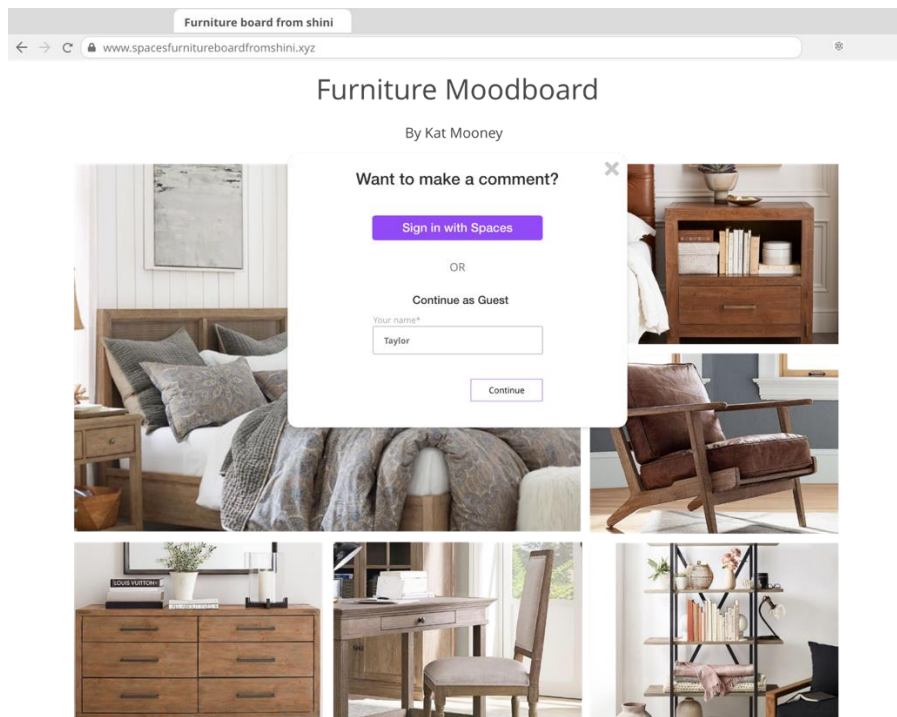 Furniture board from shini
www.spacesfurnitureboardfromshini.xyz
Furniture Moodboard
By Kat Mooney
Want to make a comment?
Sign in with Spaces
OR
Continue as Guest
Your name*
Taylor
Continue
LOUIS VUITTON